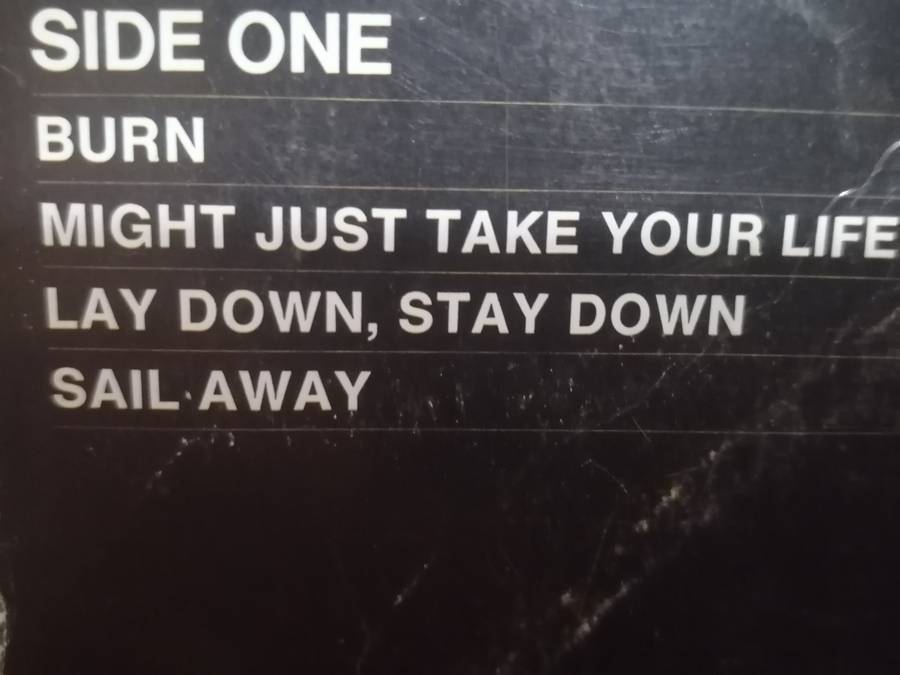 SIDE ONE
BURN
MIGHT JUST TAKE YOUR LIFE
LAY DOWN, STAY DOWN
SAIL AWAY